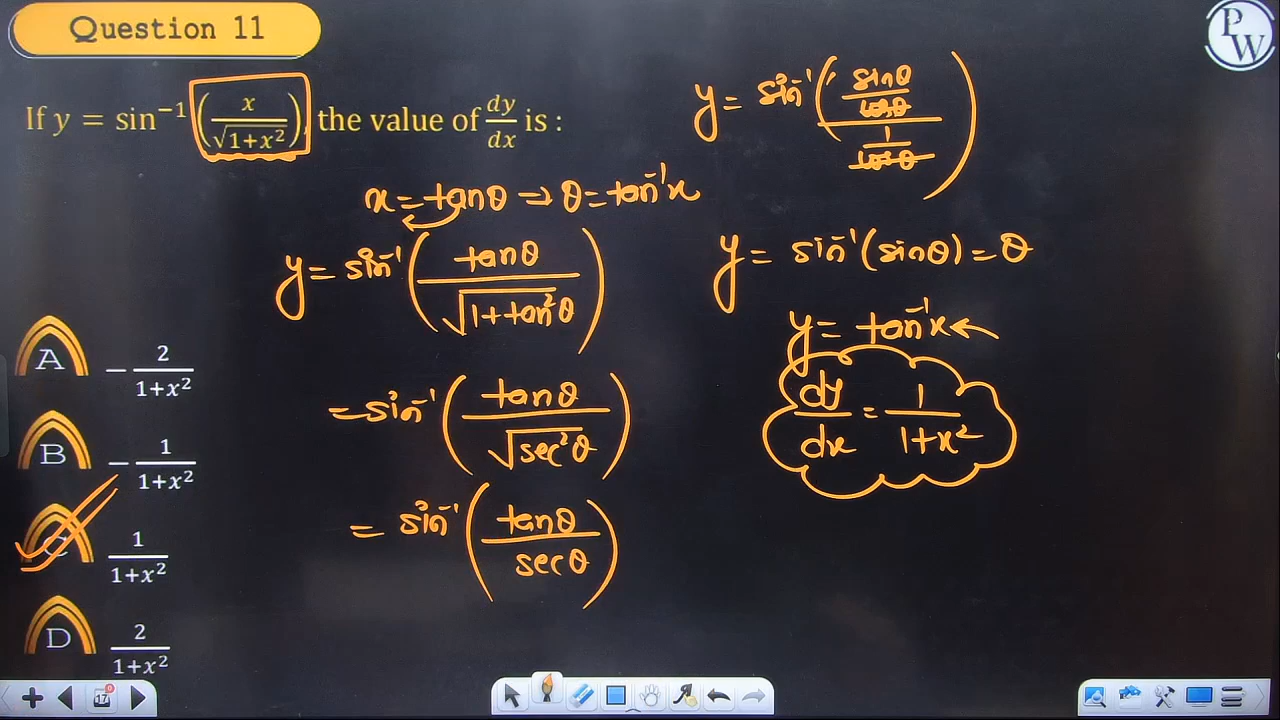 Question 11
PW
If y = sin⁻¹(x/√(1+x²)), the value of dy/dx is :
x = tanθ → θ = tan⁻¹x
y = sin⁻¹(tanθ/√(1+tan²θ))
= sin⁻¹(tanθ/√(sec²θ))
= sin⁻¹(tanθ/secθ)
y = sin⁻¹((sinθ/cosθ)/(1/cosθ))
y = sin⁻¹(sinθ) = θ
y = tan⁻¹x ←
dy/dx = 1/(1+x²)
A −2/(1+x²)
B −1/(1+x²)
C 1/(1+x²)
D 2/(1+x²)
17